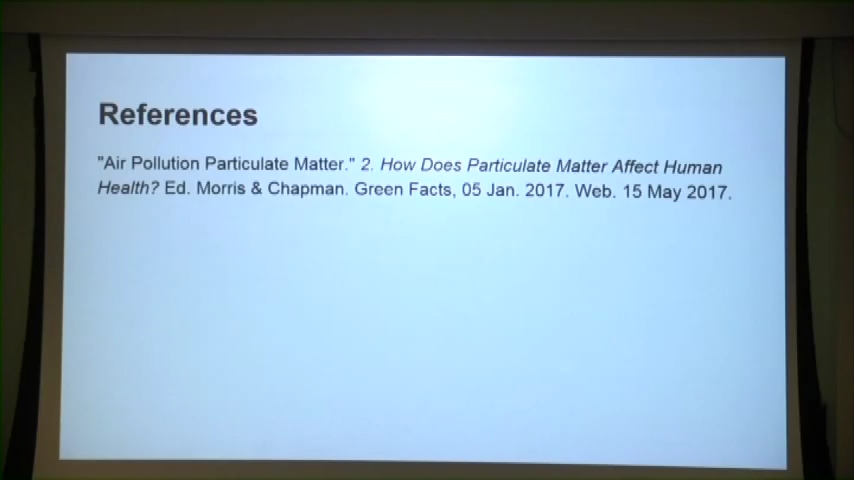 References
"Air Pollution Particulate Matter." 2. How Does Particulate Matter Affect Human
Health? Ed. Morris & Chapman. Green Facts, 05 Jan. 2017. Web. 15 May 2017.